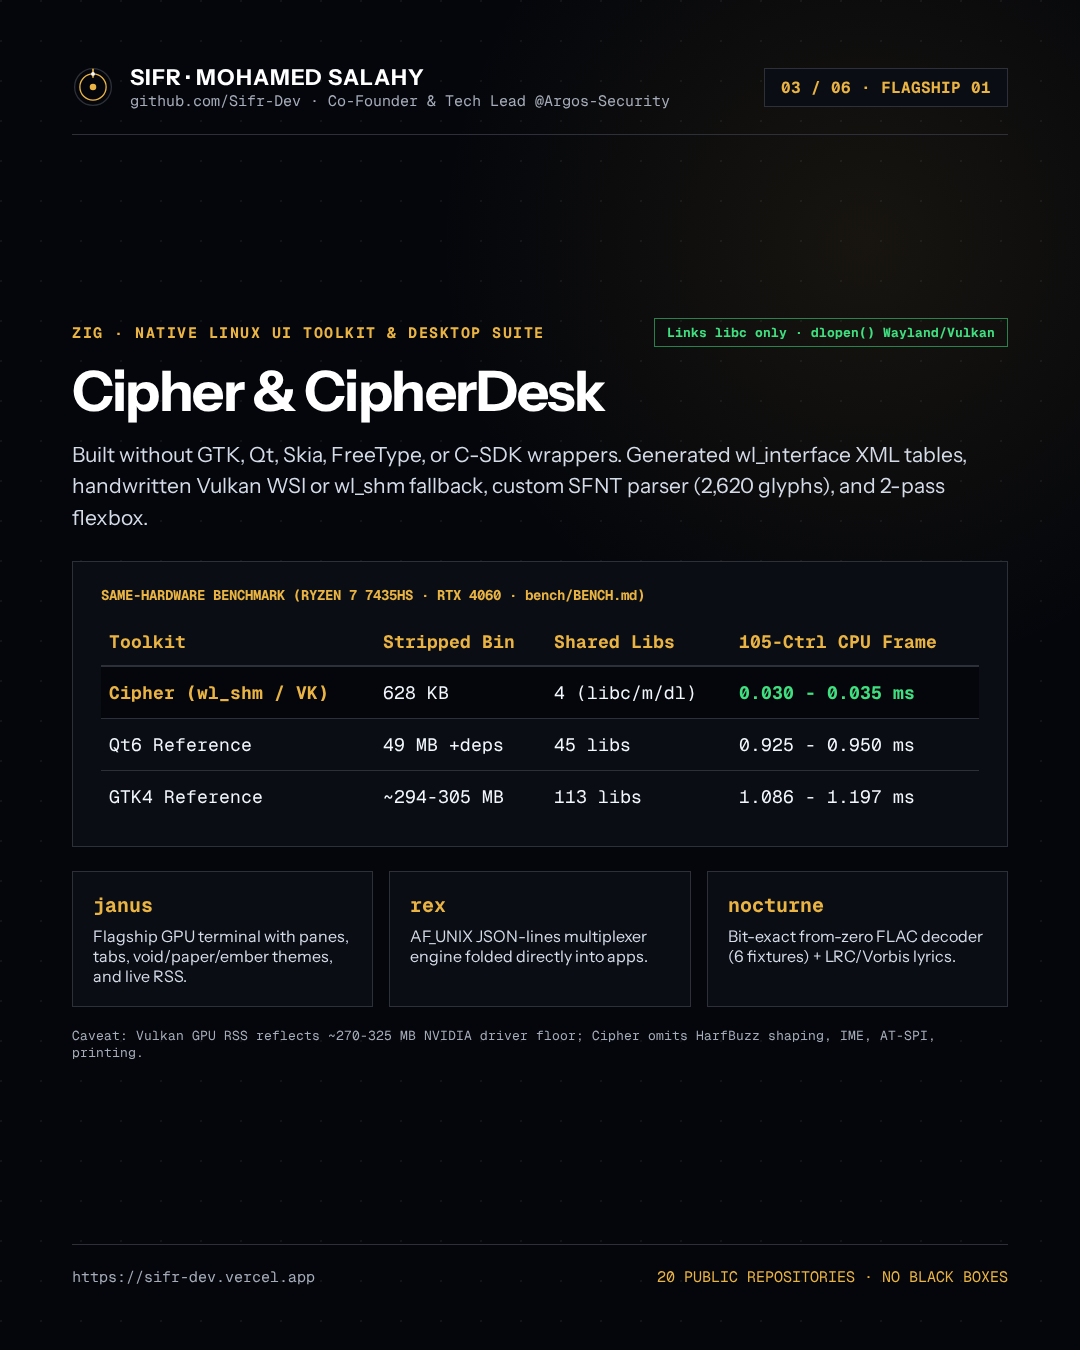 SIFR · MOHAMED SALAHY
github.com/Sifr-Dev · Co-Founder & Tech Lead @Argos-Security
03 / 06 · FLAGSHIP 01
ZIG · NATIVE LINUX UI TOOLKIT & DESKTOP SUITE
Links libc only · dlopen() Wayland/Vulkan
Cipher & CipherDesk
Built without GTK, Qt, Skia, FreeType, or C-SDK wrappers. Generated wl_interface XML tables,
handwritten Vulkan WSI or wl_shm fallback, custom SFNT parser (2,620 glyphs), and 2-pass
flexbox.
SAME-HARDWARE BENCHMARK (RYZEN 7 7435HS · RTX 4060 · bench/BENCH.md)
Toolkit Stripped Bin Shared Libs 105-Ctrl CPU Frame
Cipher (wl_shm / VK) 628 KB 4 (libc/m/dl) 0.030 - 0.035 ms
Qt6 Reference 49 MB +deps 45 libs 0.925 - 0.950 ms
GTK4 Reference ~294-305 MB 113 libs 1.086 - 1.197 ms
janus
Flagship GPU terminal with panes,
tabs, void/paper/ember themes,
and live RSS.
rex
AF_UNIX JSON-lines multiplexer
engine folded directly into apps.
nocturne
Bit-exact from-zero FLAC decoder
(6 fixtures) + LRC/Vorbis lyrics.
Caveat: Vulkan GPU RSS reflects ~270-325 MB NVIDIA driver floor; Cipher omits HarfBuzz shaping, IME, AT-SPI,
printing.
https://sifr-dev.vercel.app
20 PUBLIC REPOSITORIES · NO BLACK BOXES